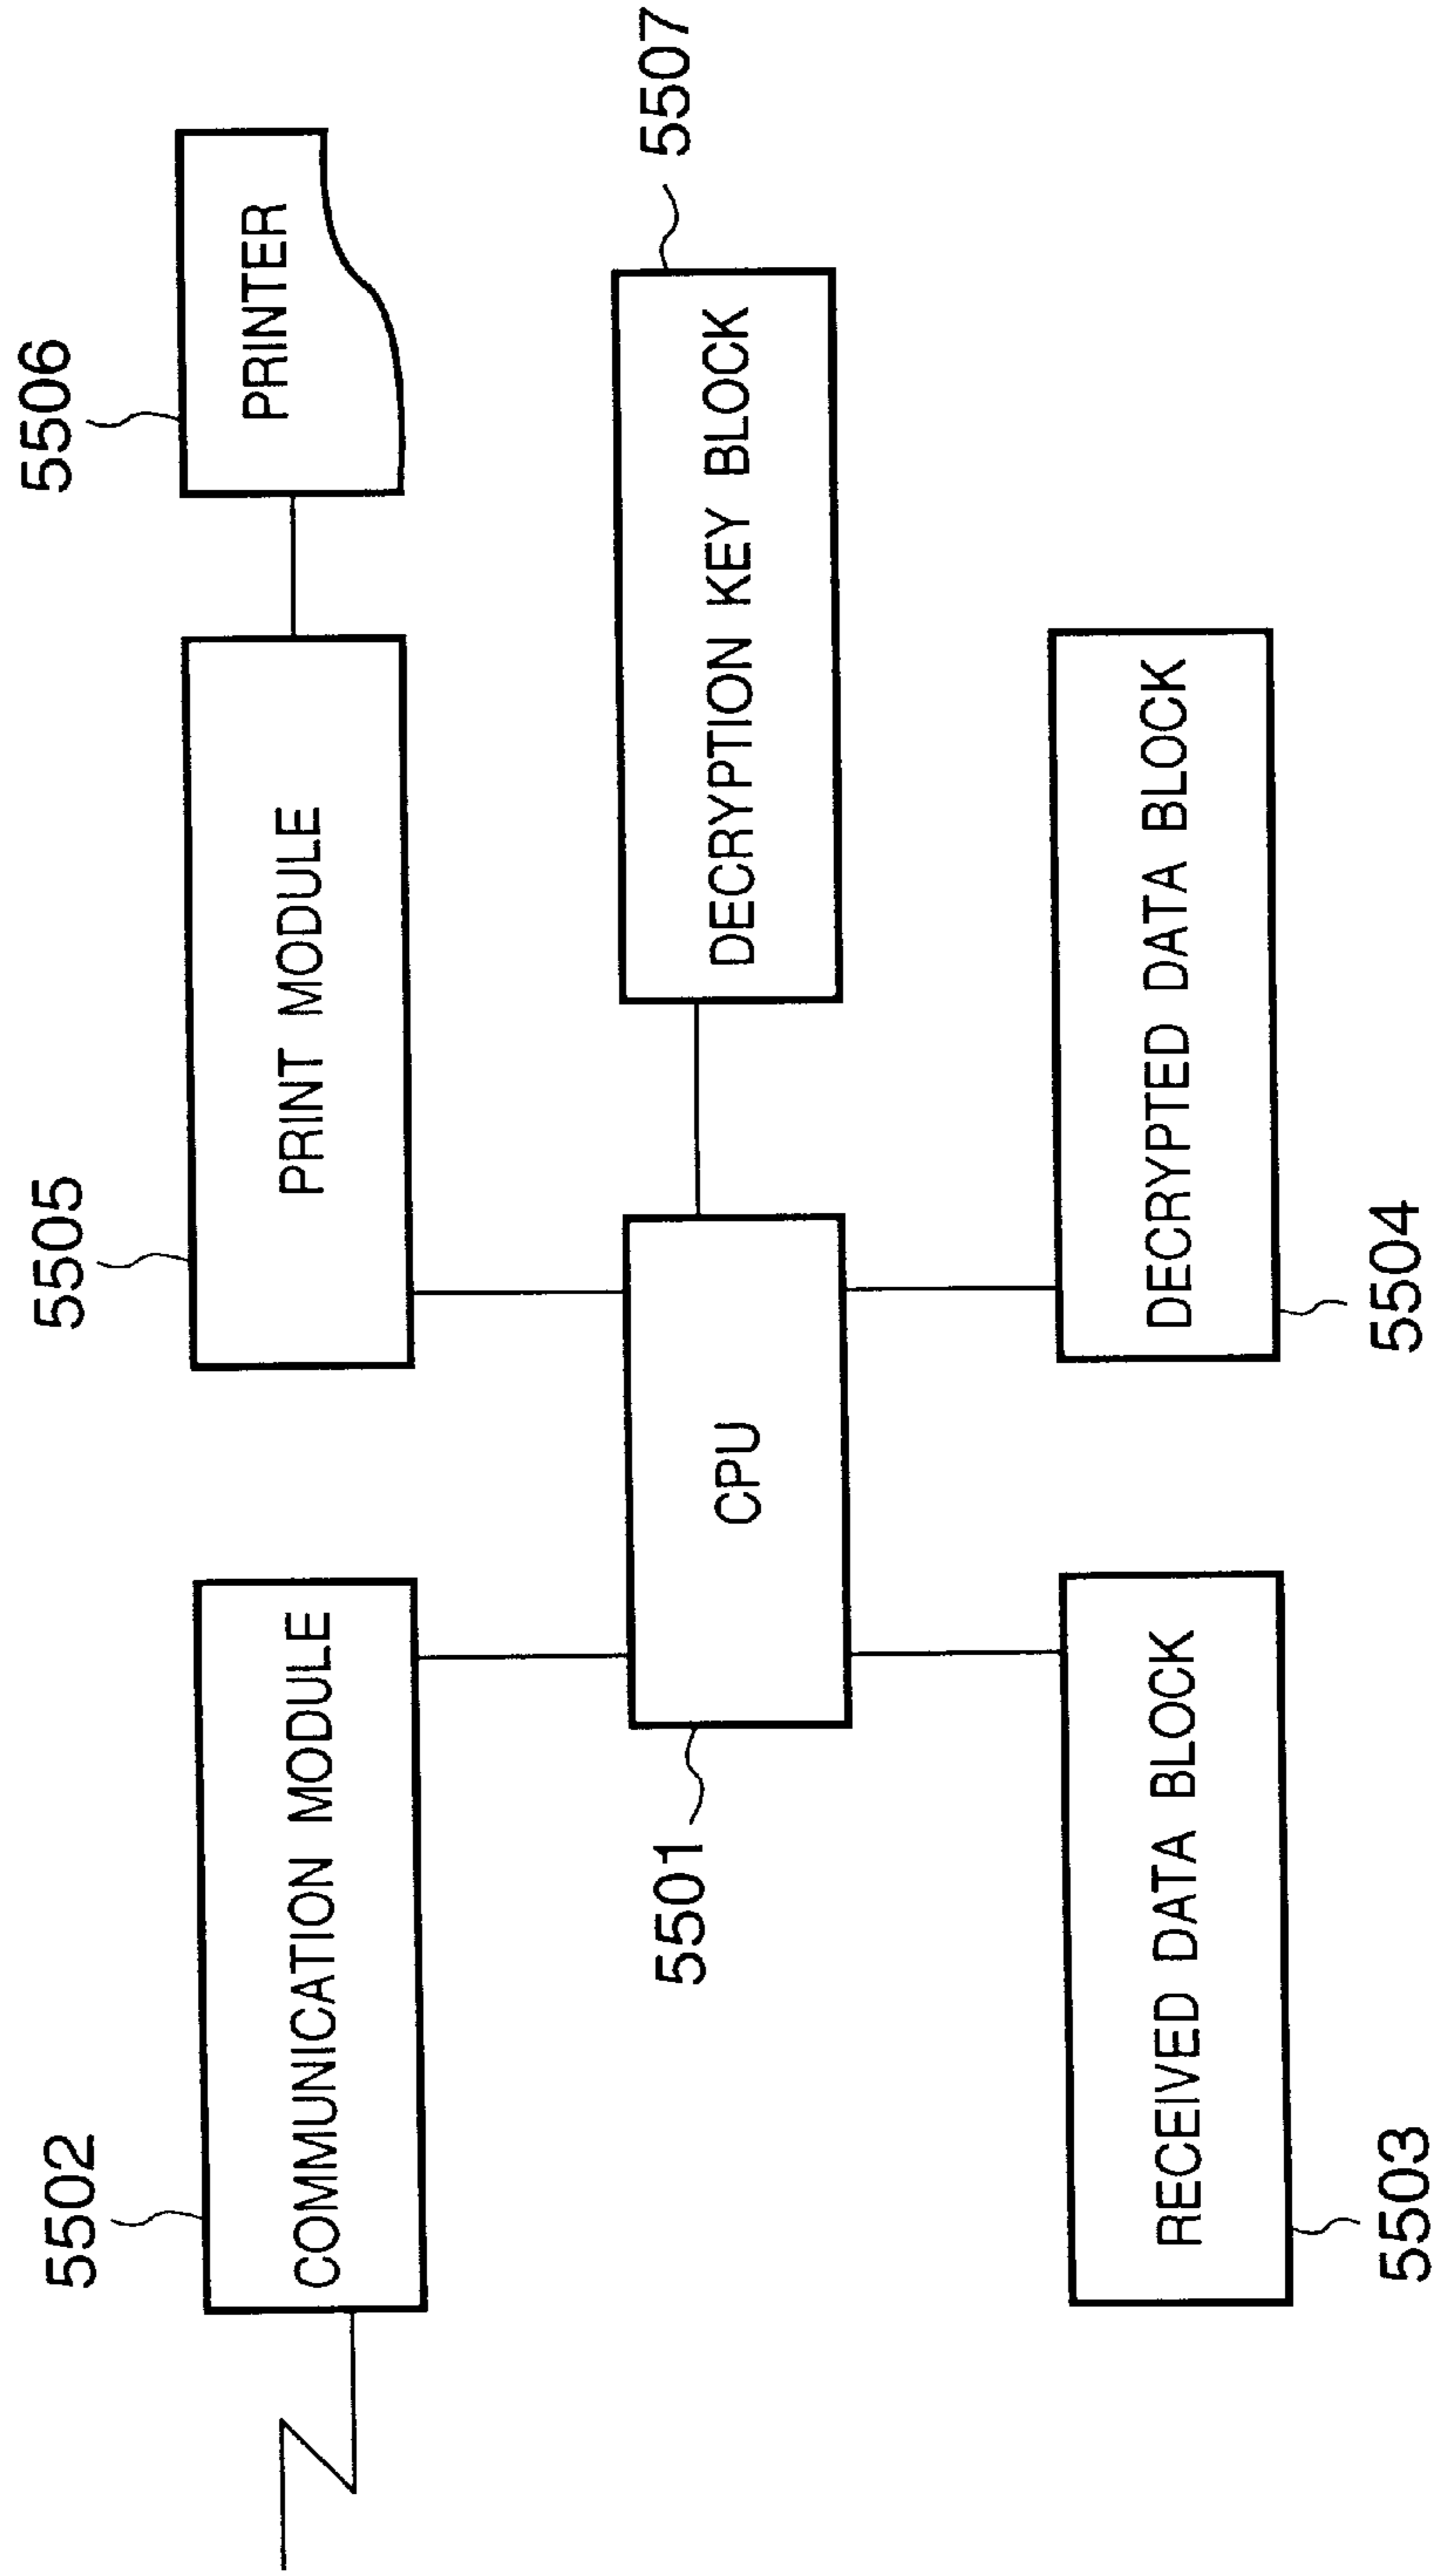 5502
COMMUNICATION MODULE
5505
PRINT MODULE
5506
PRINTER
5501
CPU
DECRYPTION KEY BLOCK
5507
RECEIVED DATA BLOCK
5503
DECRYPTED DATA BLOCK
5504